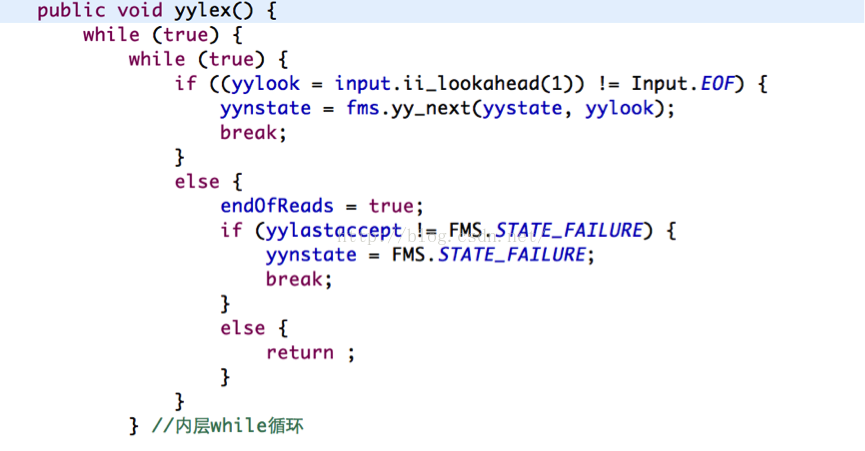 public void yylex() {
    while (true) {
        while (true) {
            if ((yylook = input.ii_lookahead(1)) != Input.EOF) {
                yynstate = fms.yy_next(yystate, yylook);
                break;
            }
            else {
                endOfReads = true;
                if (yylastaccept != FMS.STATE_FAILURE) {
                    yynstate = FMS.STATE_FAILURE;
                    break;
                }
                else {
                    return ;
                }
            }
        } //内层while循环
http://blog.csdn.net/